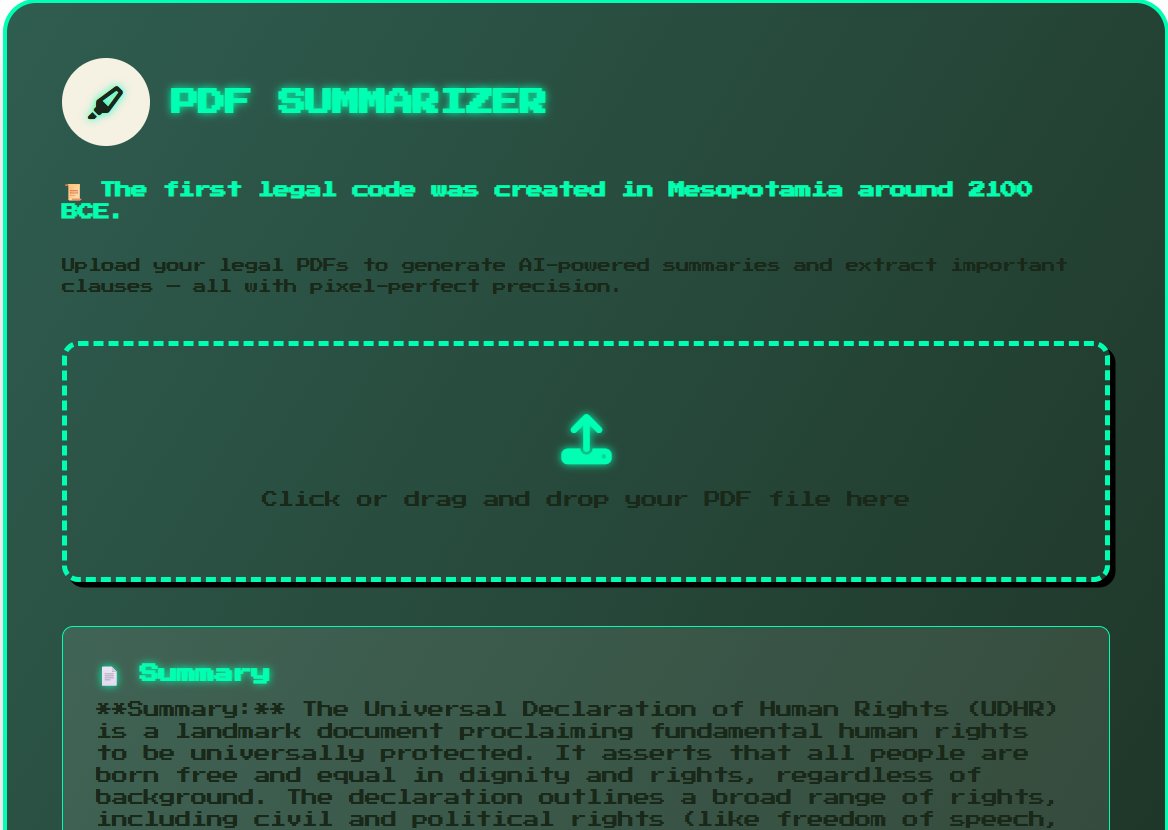 PDF SUMMARIZER
📜 The first legal code was created in Mesopotamia around 2100
BCE.
Upload your legal PDFs to generate AI-powered summaries and extract important
clauses — all with pixel-perfect precision.
Click or drag and drop your PDF file here
📄 Summary
**Summary:** The Universal Declaration of Human Rights (UDHR)
is a landmark document proclaiming fundamental human rights
to be universally protected. It asserts that all people are
born free and equal in dignity and rights, regardless of
background. The declaration outlines a broad range of rights,
including civil and political rights (like freedom of speech,